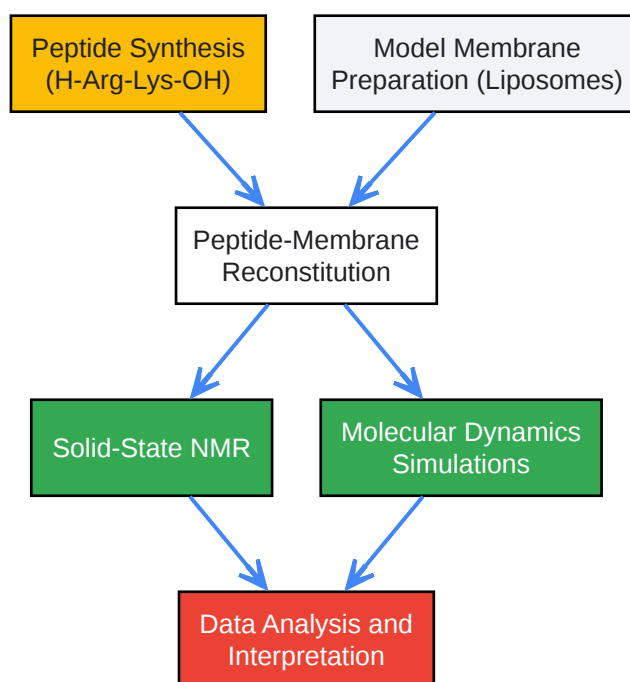 Peptide Synthesis
(H-Arg-Lys-OH)
Model Membrane
Preparation (Liposomes)
Peptide-Membrane
Reconstitution
Solid-State NMR
Molecular Dynamics
Simulations
Data Analysis and
Interpretation